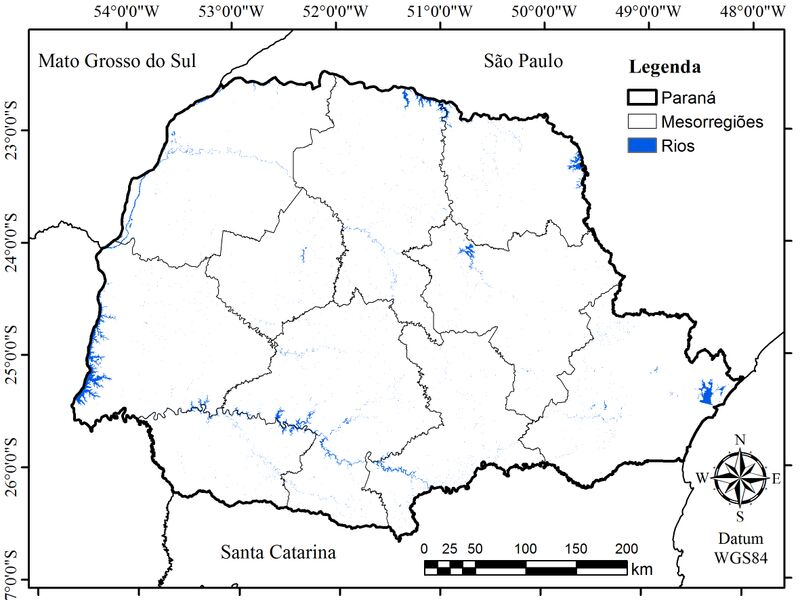 54°0'0"W 53°0'0"W 52°0'0"W 51°0'0"W 50°0'0"W 49°0'0"W 48°0'0"W
Mato Grosso do Sul
São Paulo
Legenda
Paraná
Mesorregiões
Rios
23°0'0"S
24°0'0"S
25°0'0"S
26°0'0"S
7°0'0"S
N
W E
S
Datum
WGS84
Santa Catarina
0 25 50 100 150 200
km